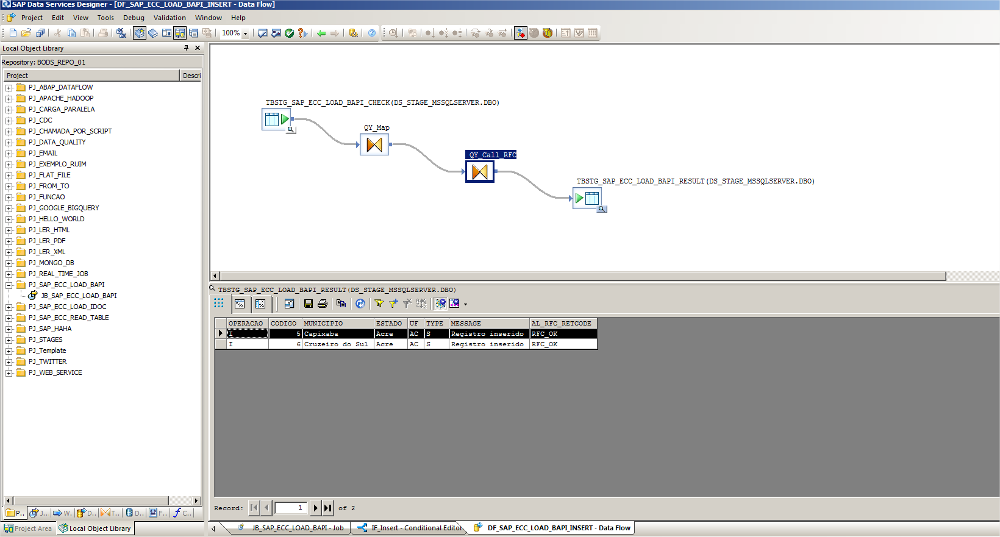 SAP Data Services Designer - [DF_SAP_ECC_LOAD_BAPI_INSERT - Data Flow]
Project Edit View Tools Debug Validation Window Help
100%
Local Object Library
Repository: BODS_REPO_01
Project Descri
PJ_ABAP_DATAFLOW
PJ_APACHE_HADOOP
PJ_CARGA_PARALELA
PJ_CDC
PJ_CHAMADA_POR_SCRIPT
PJ_DATA_QUALITY
PJ_EMAIL
PJ_EXEMPLO_RUIM
PJ_FLAT_FILE
PJ_FROM_TO
PJ_FUNCAO
PJ_GOOGLE_BIGQUERY
PJ_HELLO_WORLD
PJ_LER_HTML
PJ_LER_PDF
PJ_LER_XML
PJ_MONGO_DB
PJ_REAL_TIME_JOB
PJ_SAP_ECC_LOAD_BAPI
JB_SAP_ECC_LOAD_BAPI
PJ_SAP_ECC_LOAD_IDOC
PJ_SAP_ECC_READ_TABLE
PJ_SAP_HAHA
PJ_STAGES
PJ_Template
PJ_TWITTER
PJ_WEB_SERVICE
P.. J.. W. D.. T.. D.. F.. C..
Project Area Local Object Library
TBSTG_SAP_ECC_LOAD_BAPI_CHECK(DS_STAGE_MSSQLSERVER.DBO)
QY_Map
QY_Call_RFC
TBSTG_SAP_ECC_LOAD_BAPI_RESULT(DS_STAGE_MSSQLSERVER.DBO)
TBSTG_SAP_ECC_LOAD_BAPI_RESULT(DS_STAGE_MSSQLSERVER.DBO)
OPERACAO CODIGO MUNICIPIO ESTADO UF TYPE MESSAGE AL_RFC_RETCODE
I 5 Capixaba Acre AC S Registro inserido RFC_OK
I 6 Cruzeiro do Sul Acre AC S Registro inserido RFC_OK
Record: 1 of 2
JB_SAP_ECC_LOAD_BAPI - Job IF_Insert - Conditional Editor DF_SAP_ECC_LOAD_BAPI_INSERT - Data Flow